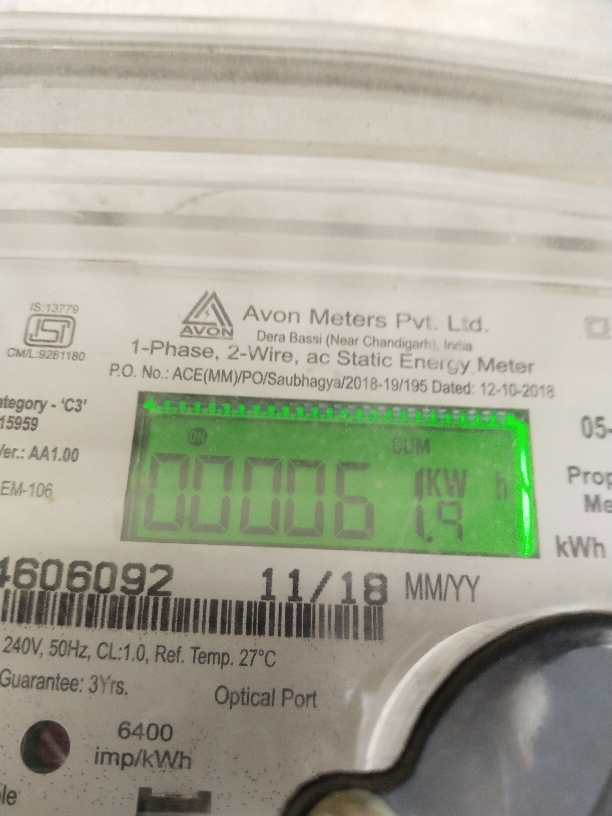 IS:13779
ISI
CM/L:9281180
AVON
Avon Meters Pvt. Ltd.
Dera Bassi (Near Chandigarh), India
1-Phase, 2-Wire, ac Static Energy Meter
P.O. No.: ACE(MM)/PO/Saubhagya/2018-19/195 Dated: 12-10-2018
ategory - 'C3'
15959
Ver.: AA1.00
EM-106
ON
CUM
00006
KW h
1.9
05-
Prop
Me
kWh
4606092
11/18 MM/YY
240V, 50Hz, CL:1.0, Ref. Temp. 27°C
Guarantee: 3Yrs.
Optical Port
6400
imp/kWh
ole